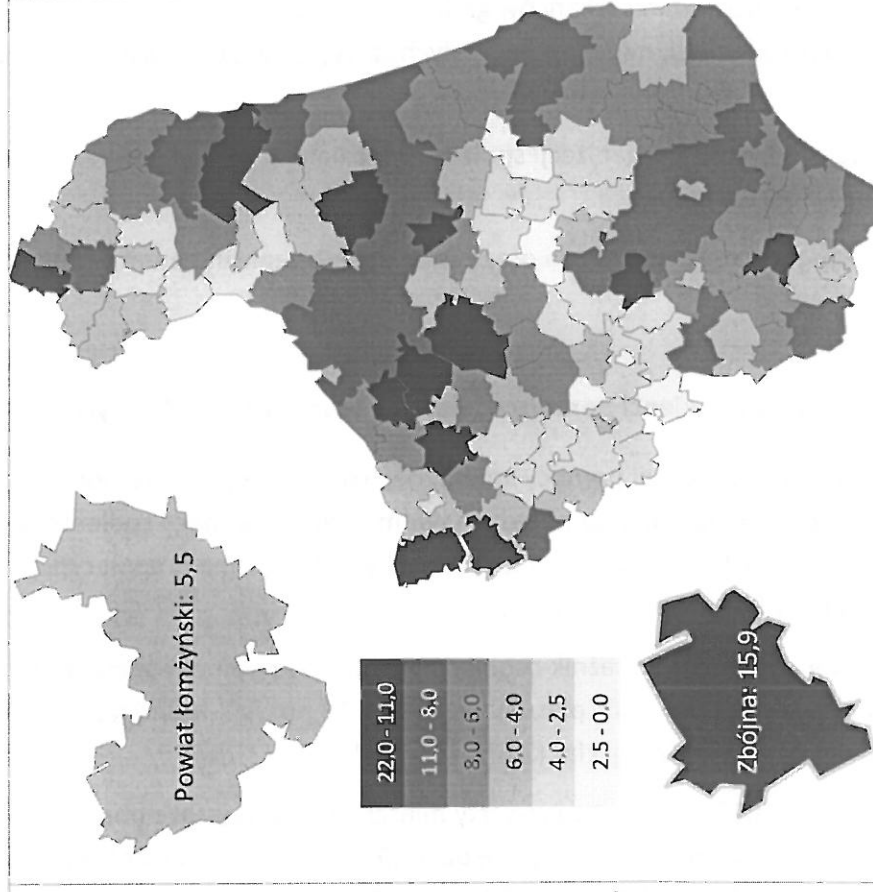 Powiat łomżyński: 5,5
22,0 - 11,0
11,0 - 8,0
8,0 - 6,0
6,0 - 4,0
4,0 - 2,5
2,5 - 0,0
Zbójna: 15,9